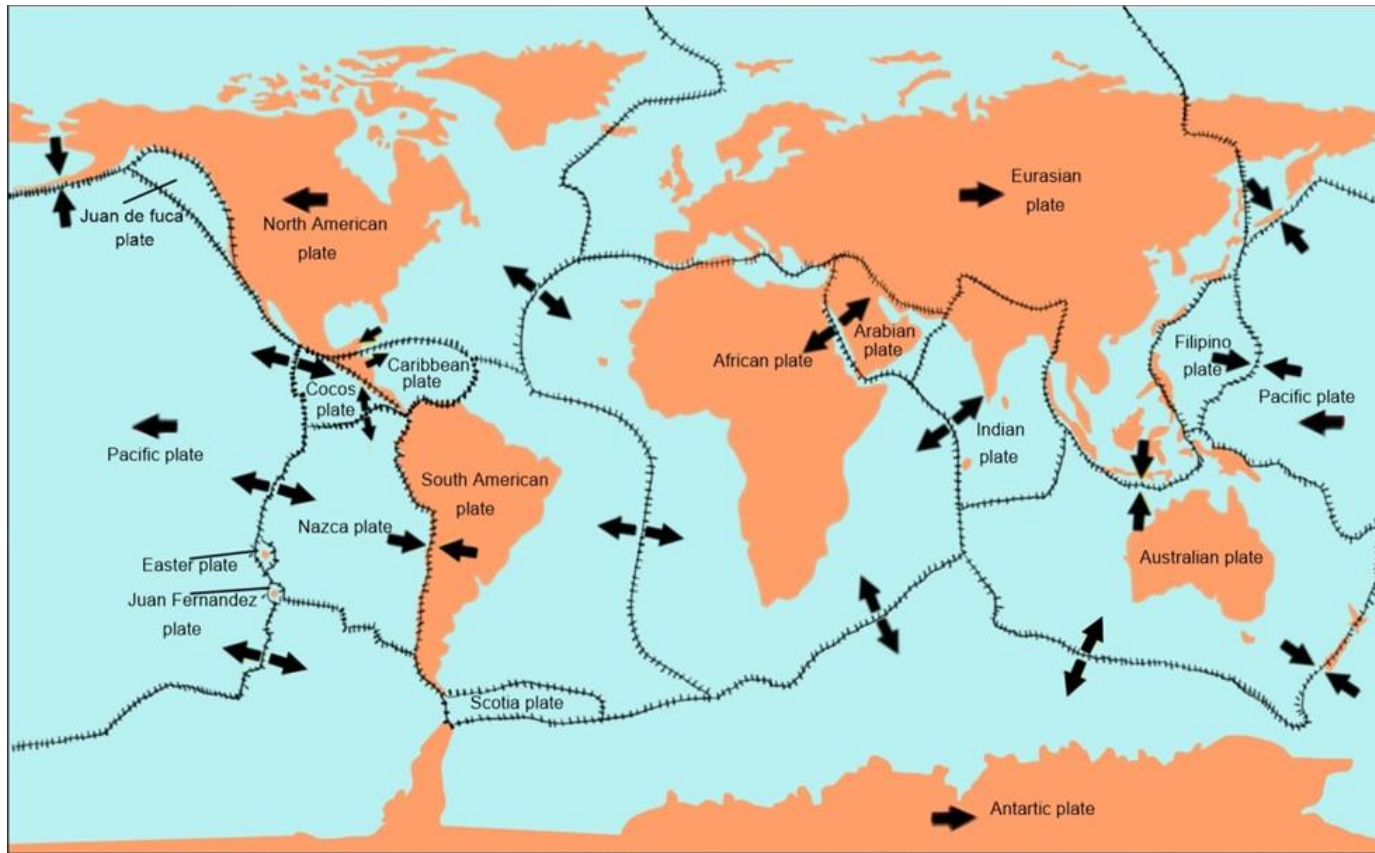 Eurasian
plate
Juan de fuca
plate
North American
plate
Caribbean
plate
Cocos
plate
African plate
Arabian
plate
Filipino
plate
Pacific plate
Indian
plate
Pacific plate
South American
plate
Nazca plate
Easter plate
Juan Fernandez
plate
Australian plate
Scotia plate
Antartic plate